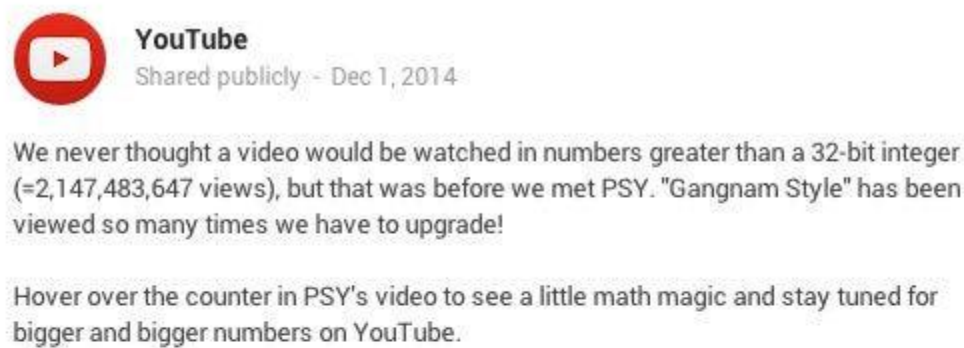 YouTube
Shared publicly - Dec 1, 2014
We never thought a video would be watched in numbers greater than a 32-bit integer
(=2,147,483,647 views), but that was before we met PSY. "Gangnam Style" has been
viewed so many times we have to upgrade!
Hover over the counter in PSY's video to see a little math magic and stay tuned for
bigger and bigger numbers on YouTube.